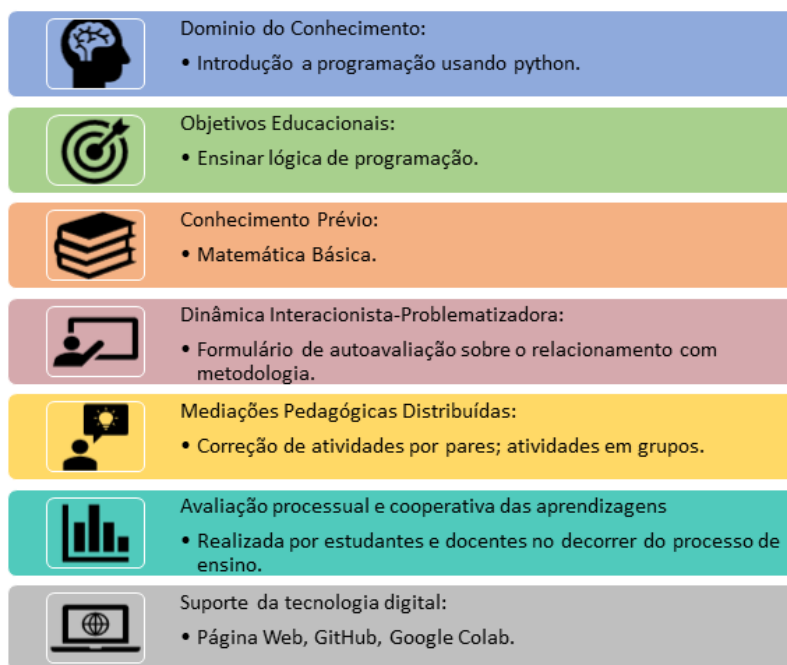 Dominio do Conhecimento:
• Introdução a programação usando python.
Objetivos Educacionais:
• Ensinar lógica de programação.
Conhecimento Prévio:
• Matemática Básica.
Dinâmica Interacionista-Problematizadora:
• Formulário de autoavaliação sobre o relacionamento com
metodologia.
Mediações Pedagógicas Distribuídas:
• Correção de atividades por pares; atividades em grupos.
Avaliação processual e cooperativa das aprendizagens
• Realizada por estudantes e docentes no decorrer do processo de
ensino.
Suporte da tecnologia digital:
• Página Web, GitHub, Google Colab.